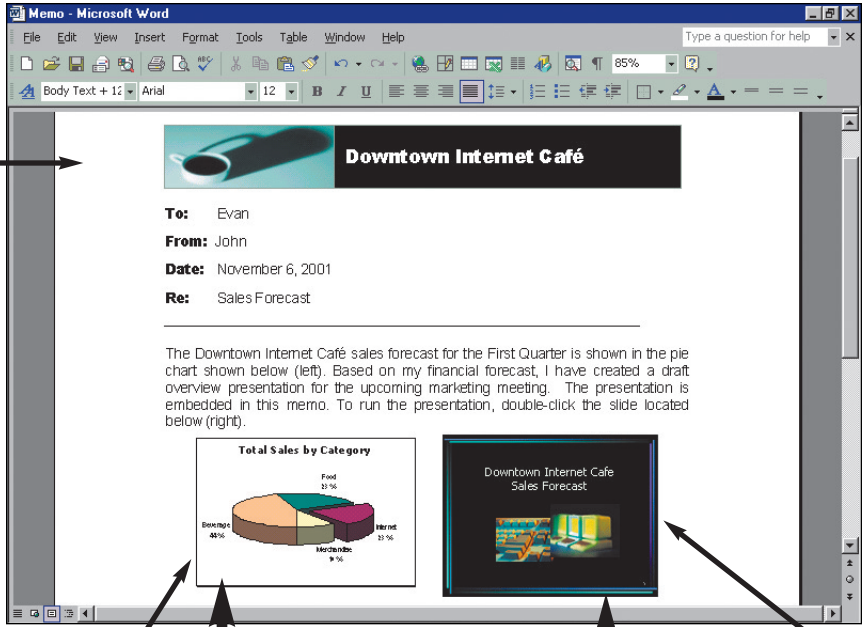 Memo - Microsoft Word
File Edit View Insert Format Tools Table Window Help
Type a question for help
85%
Body Text + 12 Arial 12 B I U
Downtown Internet Café
To: Evan
From: John
Date: November 6, 2001
Re: Sales Forecast
The Downtown Internet Café sales forecast for the First Quarter is shown in the pie
chart shown below (left). Based on my financial forecast, I have created a draft
overview presentation for the upcoming marketing meeting. The presentation is
embedded in this memo. To run the presentation, double-click the slide located
below (right).
Total Sales by Category
Food
23 %
Beverage
44%
Internet
23 %
Merchandise
9 %
Downtown Internet Cafe
Sales Forecast